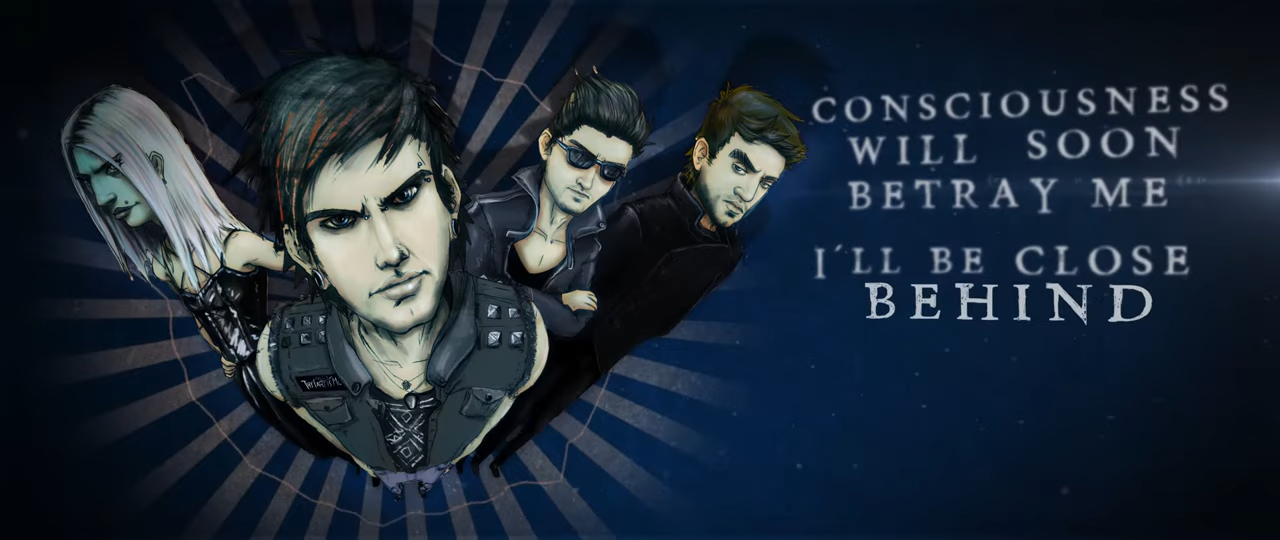 CONSCIOUSNESS
WILL SOON
BETRAY ME
I´LL BE CLOSE
BEHIND